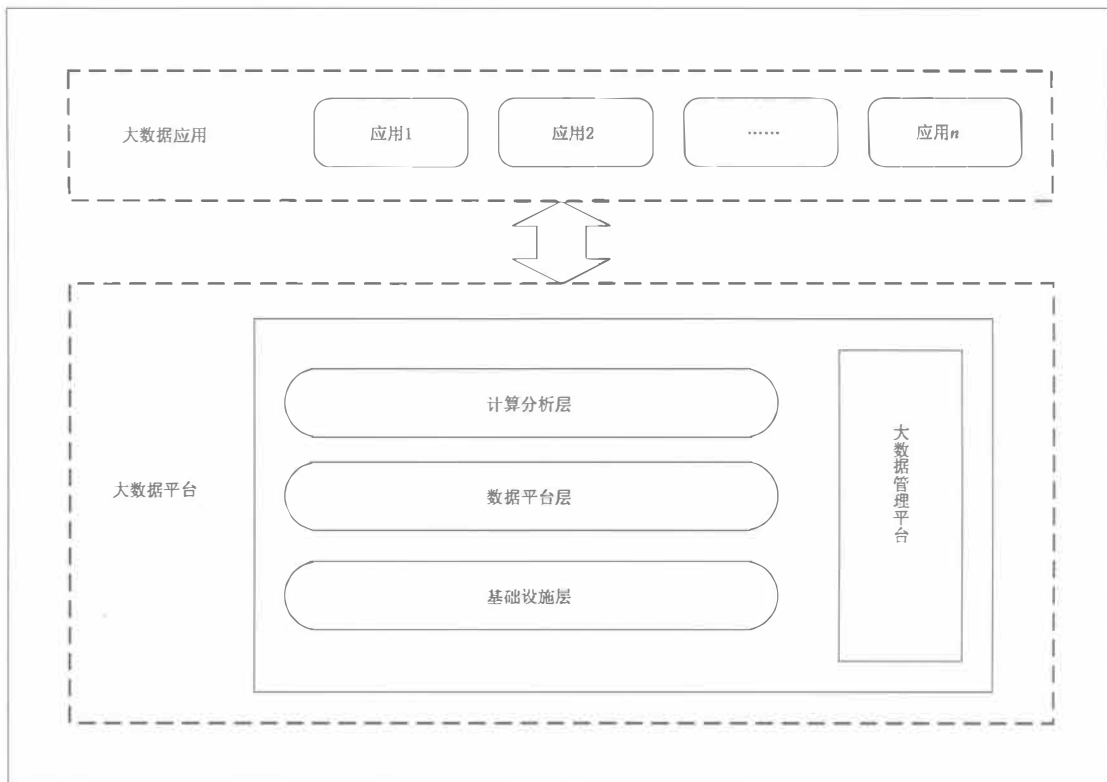 大数据应用
应用1
应用2
……
应用n
计算分析层
大数据管理平台
大数据平台
数据平台层
基础设施层